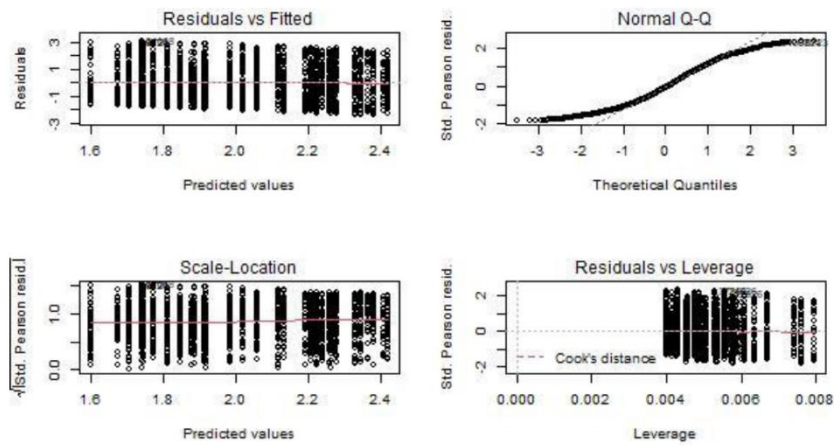 Residuals vs Fitted
Residuals
3
1
-1
-3
1.6 1.8 2.0 2.2 2.4
Predicted values
Normal Q-Q
Std. Pearson resid.
2
0
-2
-3 -2 -1 0 1 2 3
Theoretical Quantiles
Scale-Location
√|Std. Pearson resid.|
1.0
0.0
1.6 1.8 2.0 2.2 2.4
Predicted values
Residuals vs Leverage
Std. Pearson resid.
2
0
-2
Cook's distance
0.000 0.002 0.004 0.006 0.008
Leverage